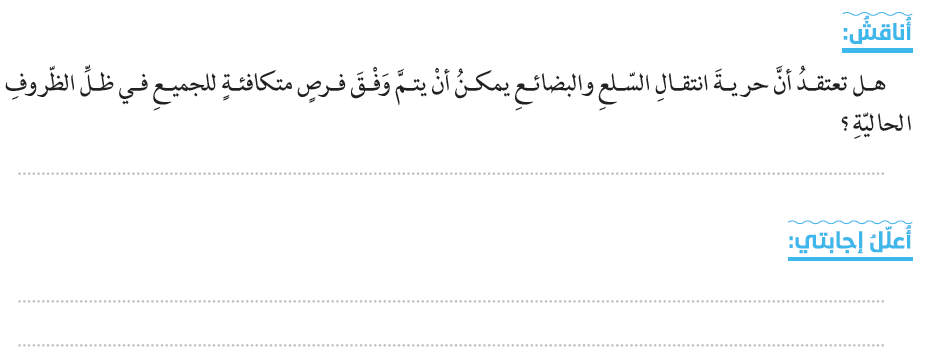 أُناقشُ:
هل تعتقدُ أنَّ حريةَ انتقالِ السّلعِ والبضائعِ يمكنُ أنْ يتمَّ وَفْقَ فرصٍ متكافئةٍ للجميعِ في ظلِّ الظّروفِ
الحاليّةِ؟
أُعلّلُ إجابتي: